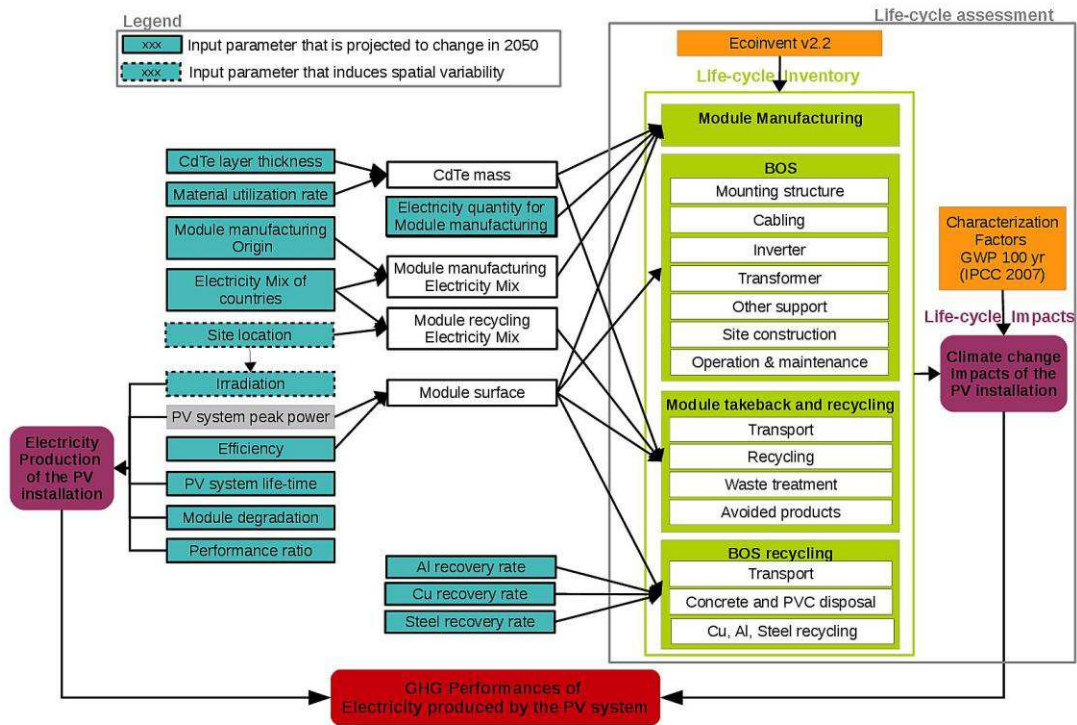 Legend
xxx
Input parameter that is projected to change in 2050
xxx
Input parameter that induces spatial variability
Life-cycle assessment
Ecoinvent v2.2
LIfe-cycle Inventory
CdTe layer thickness
Material utilization rate
Module manufacturing
Origin
Electricity Mix of
countries
Site location
Irradiation
PV system peak power
Efficiency
PV system life-time
Module degradation
Performance ratio
Electricity
Production
of the PV
installation
CdTe mass
Electricity quantity for
Module manufacturing
Module manufacturing
Electricity Mix
Module recycling
Electricity Mix
Module surface
Al recovery rate
Cu recovery rate
Steel recovery rate
Module Manufacturing
BOS
Mounting structure
Cabling
Inverter
Transformer
Other support
Site construction
Operation & maintenance
Module takeback and recycling
Transport
Recycling
Waste treatment
Avoided products
BOS recycling
Transport
Concrete and PVC disposal
Cu, Al, Steel recycling
Characterization
Factors
GWP 100 yr
(IPCC 2007)
Life-cycle Impacts
Climate change
Impacts of the
PV installation
GHG Performances of
Electricity produced by the PV system